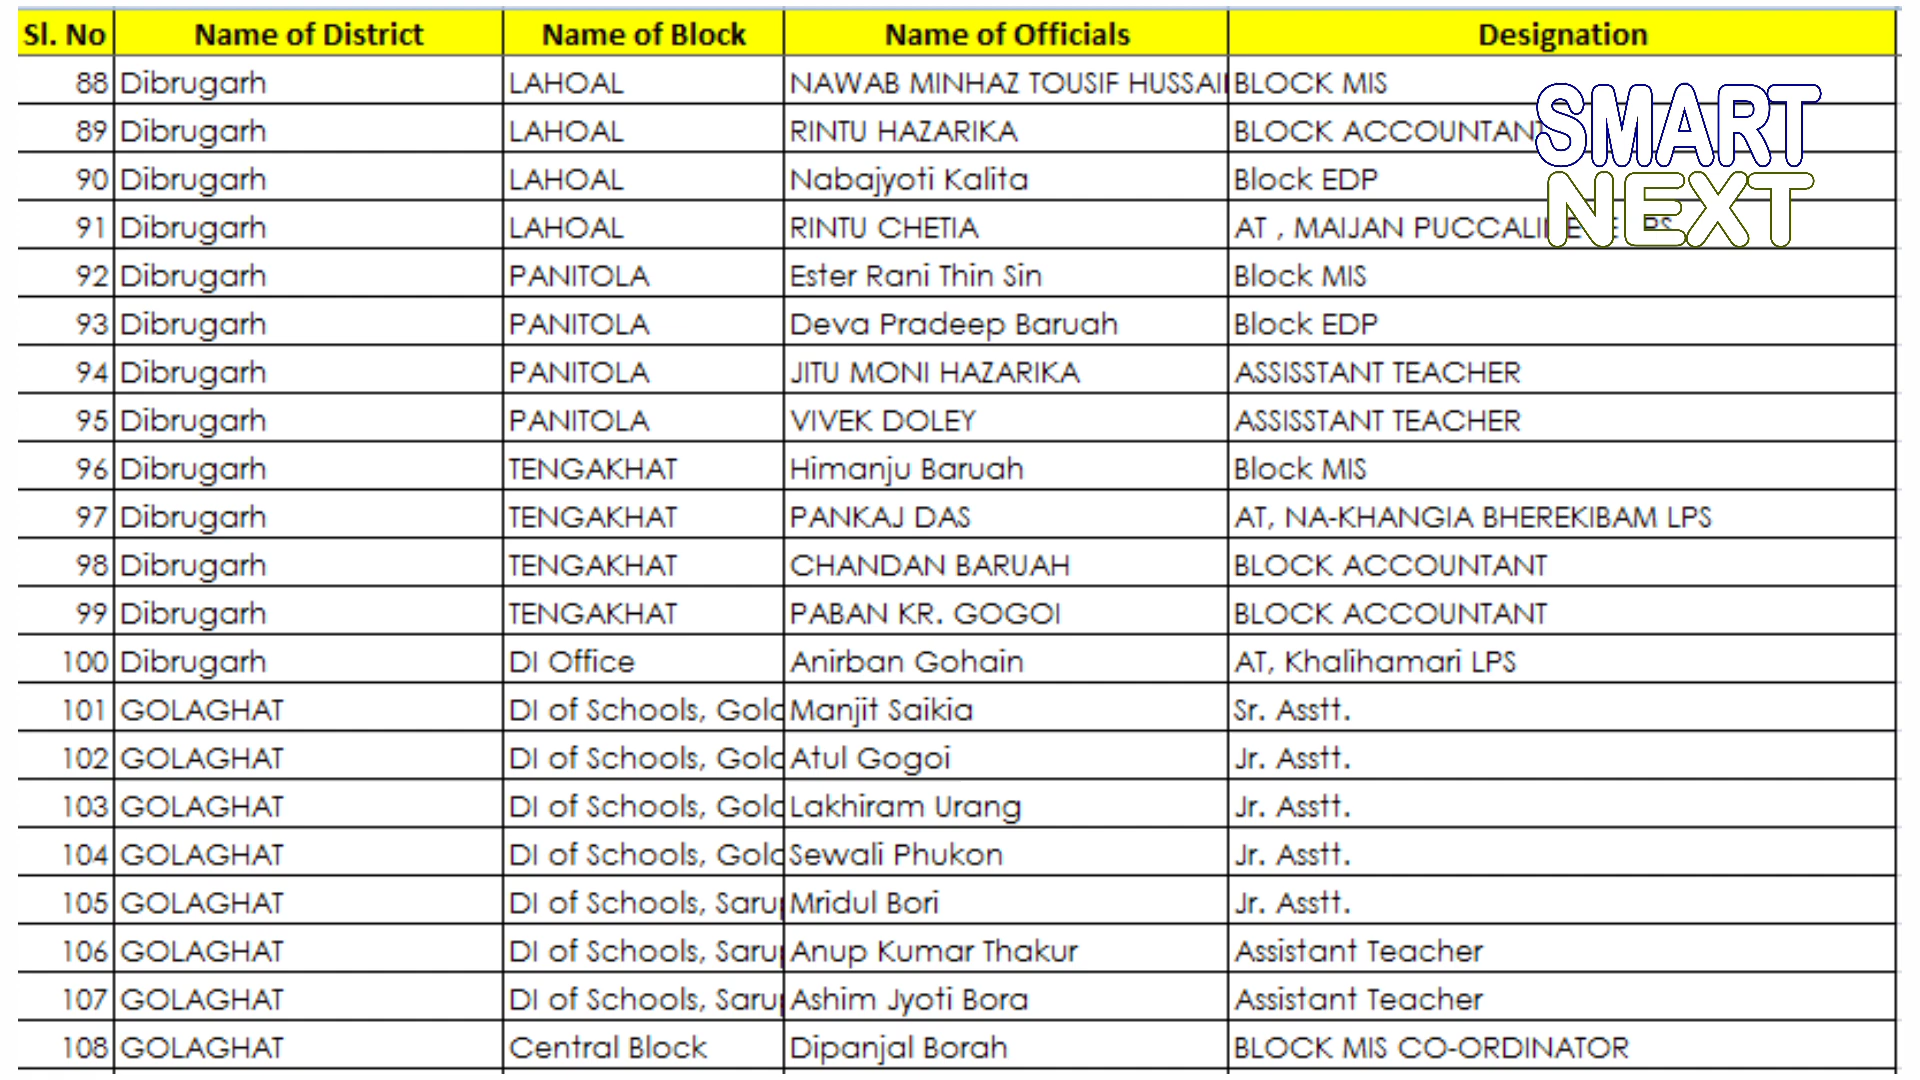 Sl. No Name of District Name of Block Name of Officials Designation
88 Dibrugarh LAHOAL NAWAB MINHAZ TOUSIF HUSSAI BLOCK MIS
89 Dibrugarh LAHOAL RINTU HAZARIKA BLOCK ACCOUNTANT
90 Dibrugarh LAHOAL Nabajyoti Kalita Block EDP
91 Dibrugarh LAHOAL RINTU CHETIA AT , MAIJAN PUCCALINE
SMART
NEXT
92 Dibrugarh PANITOLA Ester Rani Thin Sin Block MIS
93 Dibrugarh PANITOLA Deva Pradeep Baruah Block EDP
94 Dibrugarh PANITOLA JITU MONI HAZARIKA ASSISSTANT TEACHER
95 Dibrugarh PANITOLA VIVEK DOLEY ASSISSTANT TEACHER
96 Dibrugarh TENGAKHAT Himanju Baruah Block MIS
97 Dibrugarh TENGAKHAT PANKAJ DAS AT, NA-KHANGIA BHEREKIBAM LPS
98 Dibrugarh TENGAKHAT CHANDAN BARUAH BLOCK ACCOUNTANT
99 Dibrugarh TENGAKHAT PABAN KR. GOGOI BLOCK ACCOUNTANT
100 Dibrugarh DI Office Anirban Gohain AT, Khalihamari LPS
101 GOLAGHAT DI of Schools, Gola Manjit Saikia Sr. Asstt.
102 GOLAGHAT DI of Schools, Gola Atul Gogoi Jr. Asstt.
103 GOLAGHAT DI of Schools, Gola Lakhiram Urang Jr. Asstt.
104 GOLAGHAT DI of Schools, Gola Sewali Phukon Jr. Asstt.
105 GOLAGHAT DI of Schools, Saru Mridul Bori Jr. Asstt.
106 GOLAGHAT DI of Schools, Saru Anup Kumar Thakur Assistant Teacher
107 GOLAGHAT DI of Schools, Saru Ashim Jyoti Bora Assistant Teacher
108 GOLAGHAT Central Block Dipanjal Borah BLOCK MIS CO-ORDINATOR